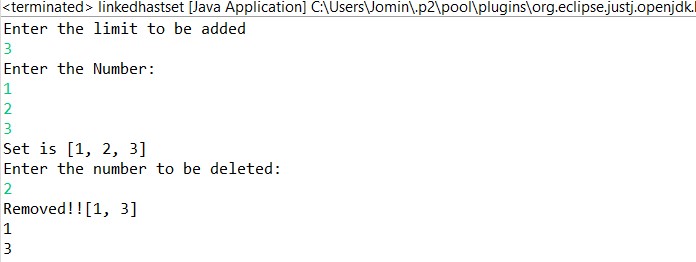 <terminated> linkedhastset [Java Application] C:\Users\Jomin\.p2\pool\plugins\org.eclipse.justj.openjdk.
Enter the limit to be added
3
Enter the Number:
1
2
3
Set is [1, 2, 3]
Enter the number to be deleted:
2
Removed!![1, 3]
1
3